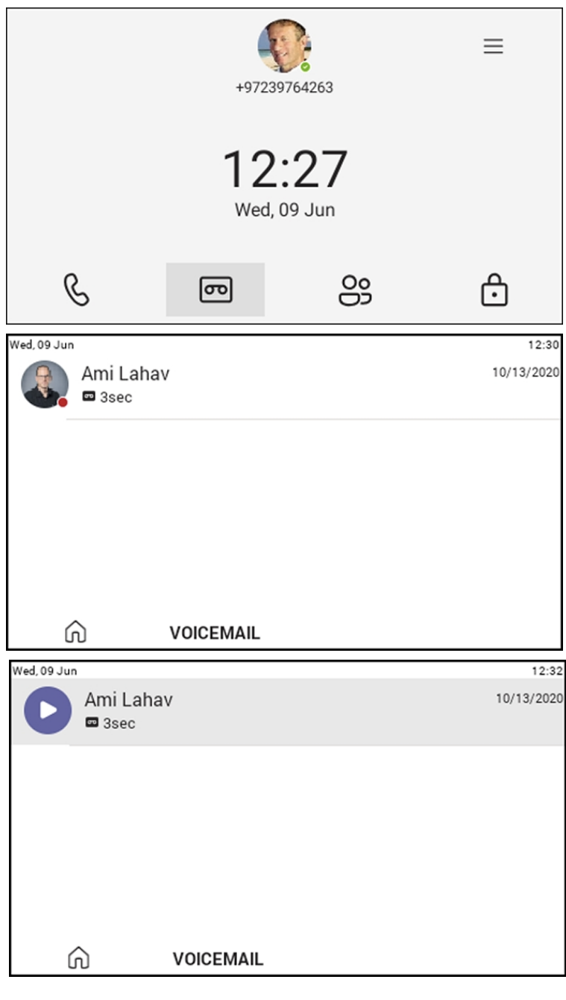 +97239764263
12:27
Wed, 09 Jun
Wed, 09 Jun 12:30
Ami Lahav 10/13/2020
3sec
VOICEMAIL
Wed, 09 Jun 12:32
Ami Lahav 10/13/2020
3sec
VOICEMAIL